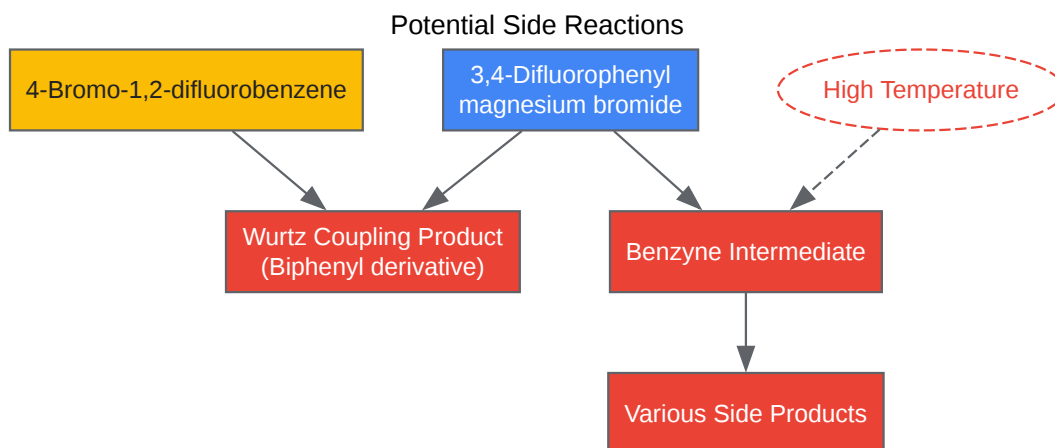 Potential Side Reactions
4-Bromo-1,2-difluorobenzene
3,4-Difluorophenyl
magnesium bromide
High Temperature
Wurtz Coupling Product
(Biphenyl derivative)
Benzyne Intermediate
Various Side Products